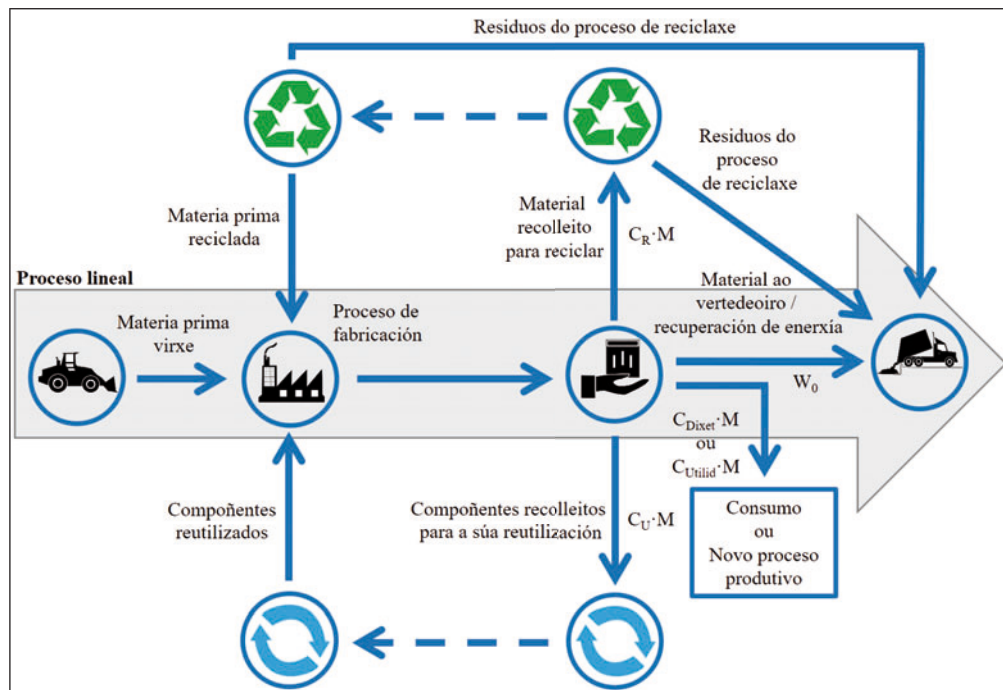 Residuos do proceso de reciclaxe
Residuos do
proceso
de reciclaxe
Materia prima
reciclada
Material
recolleito
para reciclar
C_R·M
Proceso lineal
Materia prima
virxe
Proceso de
fabricación
Material ao
vertedeoiro /
recuperación de enerxía
W_0
C_Dixet·M
ou
C_Utilid·M
Compoñentes
reutilizados
Compoñentes recolleitos
para a súa reutilización
C_U·M
Consumo
ou
Novo proceso
produtivo